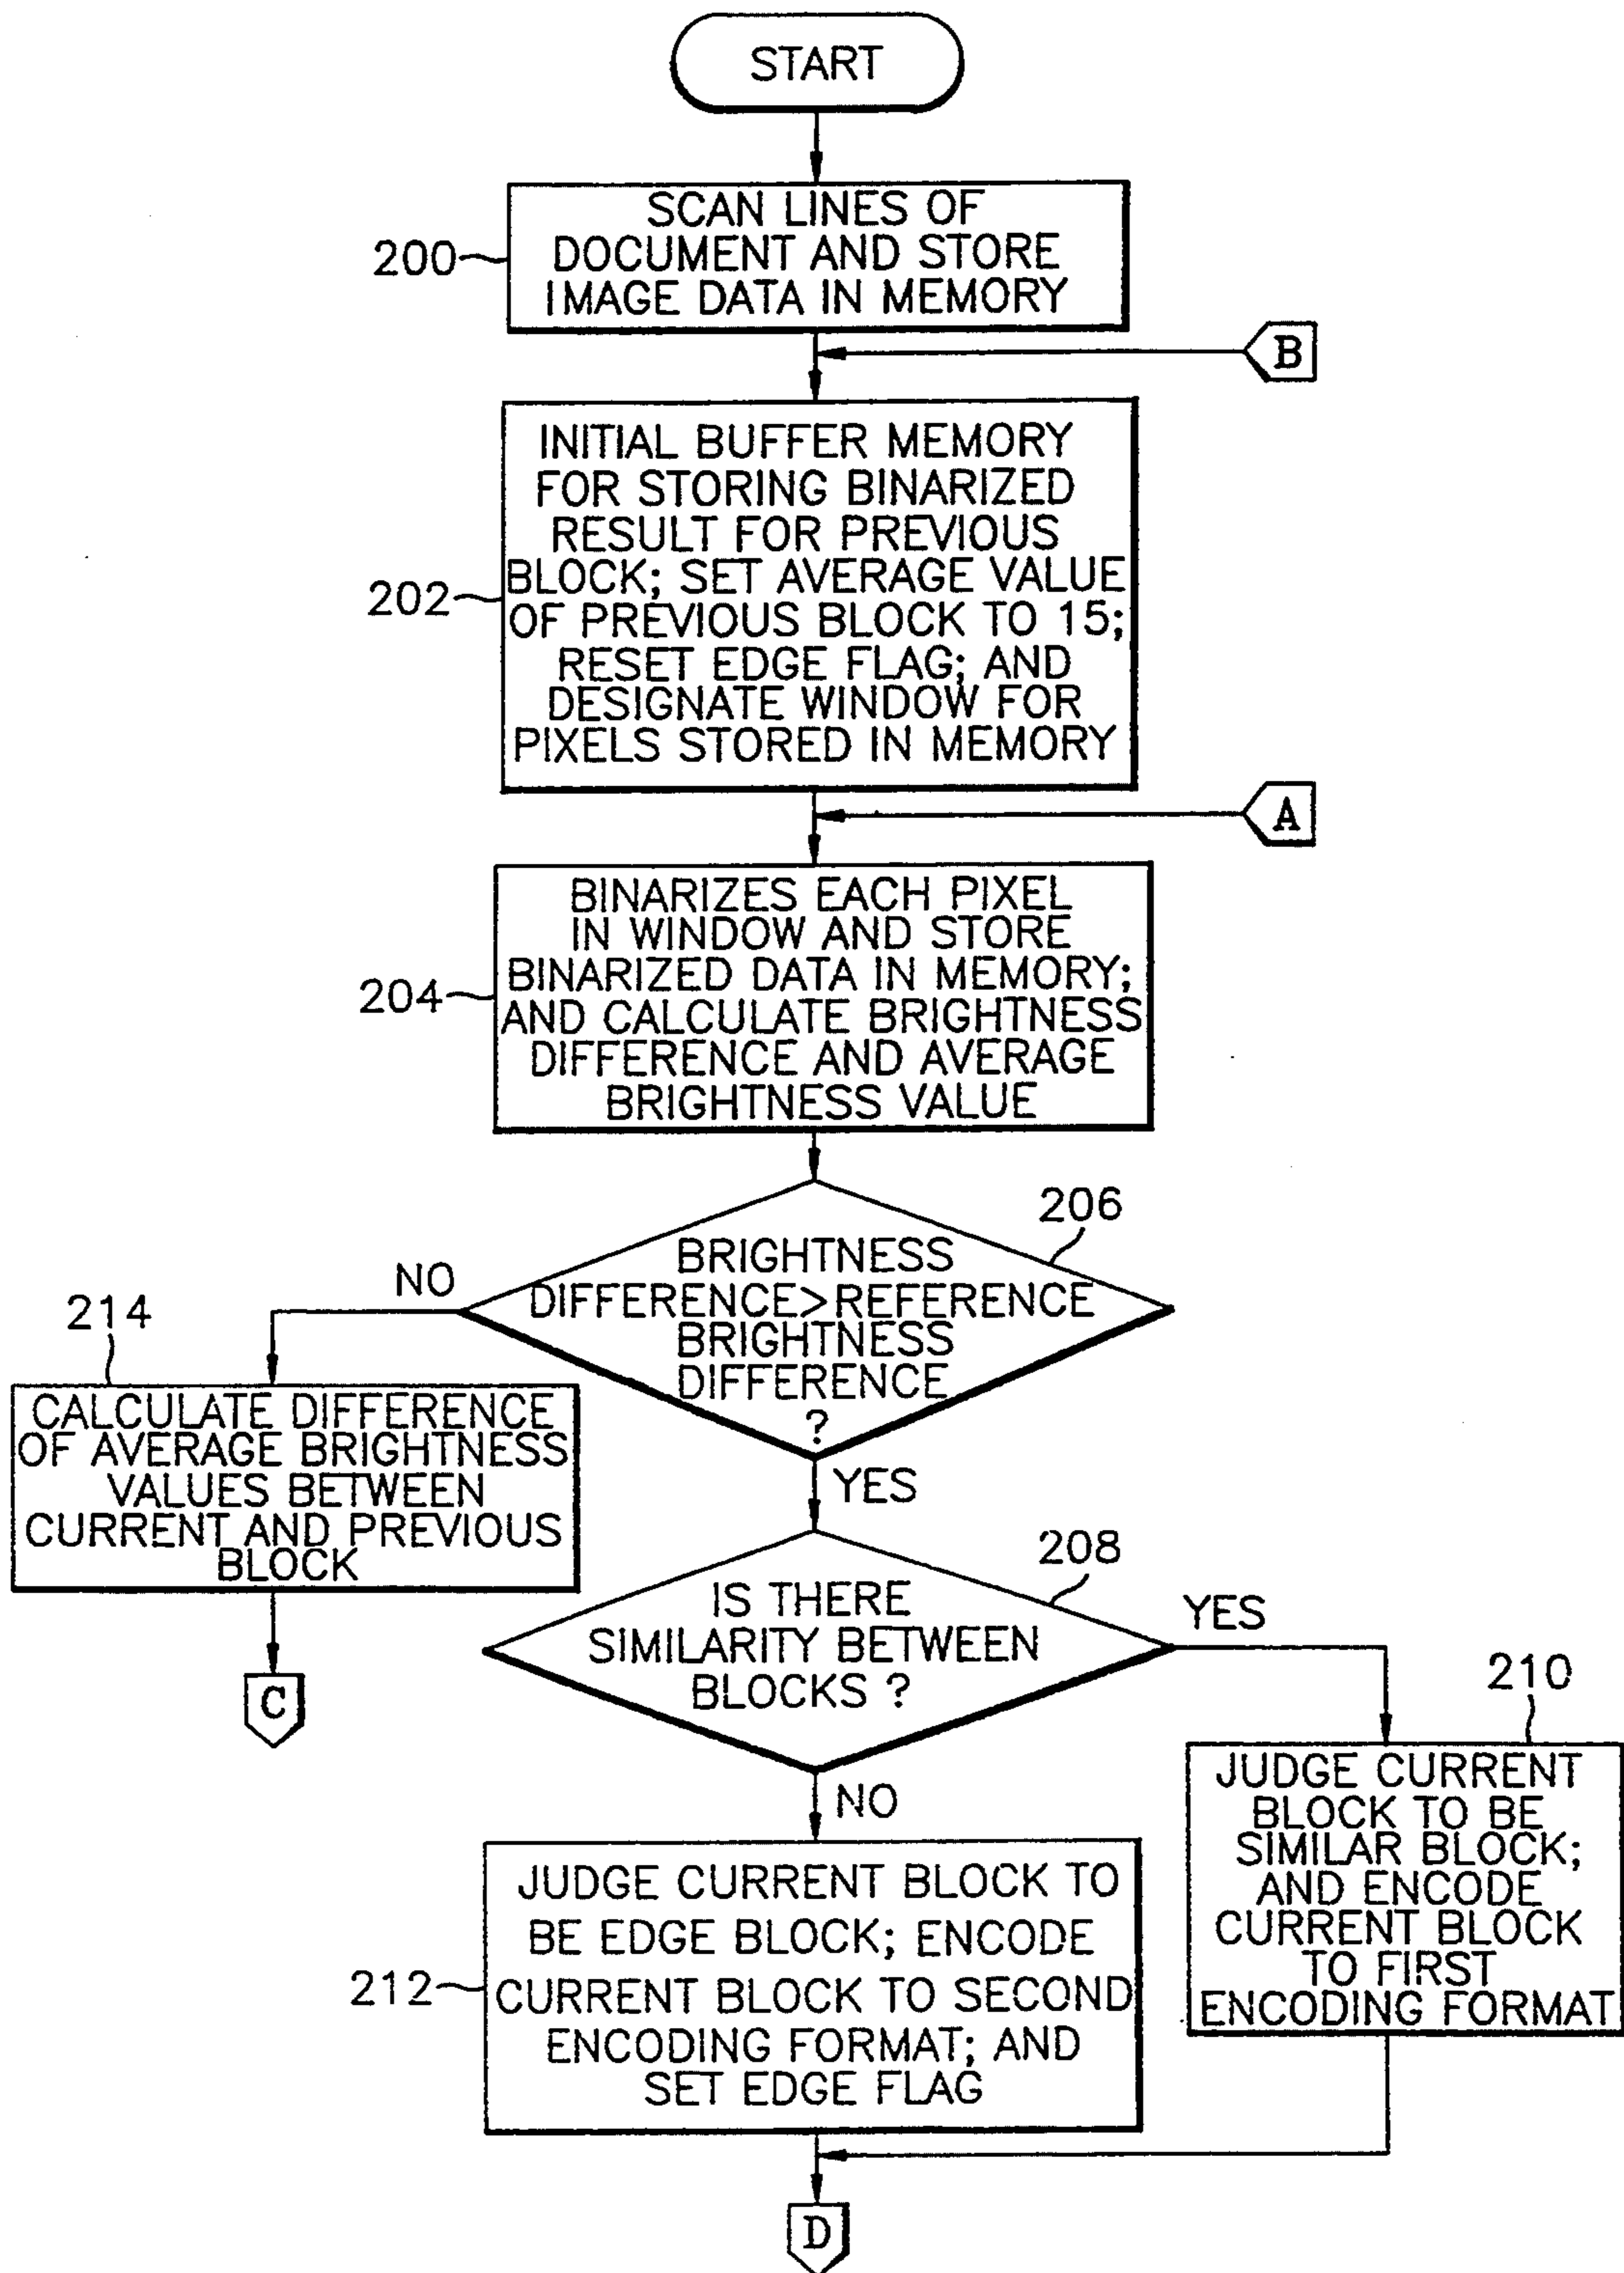 START
SCAN LINES OF
DOCUMENT AND STORE
IMAGE DATA IN MEMORY
200
B
INITIAL BUFFER MEMORY
FOR STORING BINARIZED
RESULT FOR PREVIOUS
BLOCK; SET AVERAGE VALUE
OF PREVIOUS BLOCK TO 15;
RESET EDGE FLAG; AND
DESIGNATE WINDOW FOR
PIXELS STORED IN MEMORY
202
A
BINARIZES EACH PIXEL
IN WINDOW AND STORE
BINARIZED DATA IN MEMORY;
AND CALCULATE BRIGHTNESS
DIFFERENCE AND AVERAGE
BRIGHTNESS VALUE
204
206
BRIGHTNESS
DIFFERENCE>REFERENCE
BRIGHTNESS
DIFFERENCE
?
NO
YES
214
CALCULATE DIFFERENCE
OF AVERAGE BRIGHTNESS
VALUES BETWEEN
CURRENT AND PREVIOUS
BLOCK
C
208
IS THERE
SIMILARITY BETWEEN
BLOCKS ?
YES
NO
210
JUDGE CURRENT
BLOCK TO BE
SIMILAR BLOCK;
AND ENCODE
CURRENT BLOCK
TO FIRST
ENCODING FORMAT
212
JUDGE CURRENT BLOCK TO
BE EDGE BLOCK; ENCODE
CURRENT BLOCK TO SECOND
ENCODING FORMAT; AND
SET EDGE FLAG
D